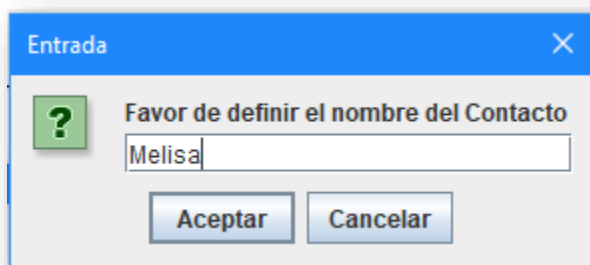 Entrada
?
Favor de definir el nombre del Contacto
Melisa
Aceptar Cancelar